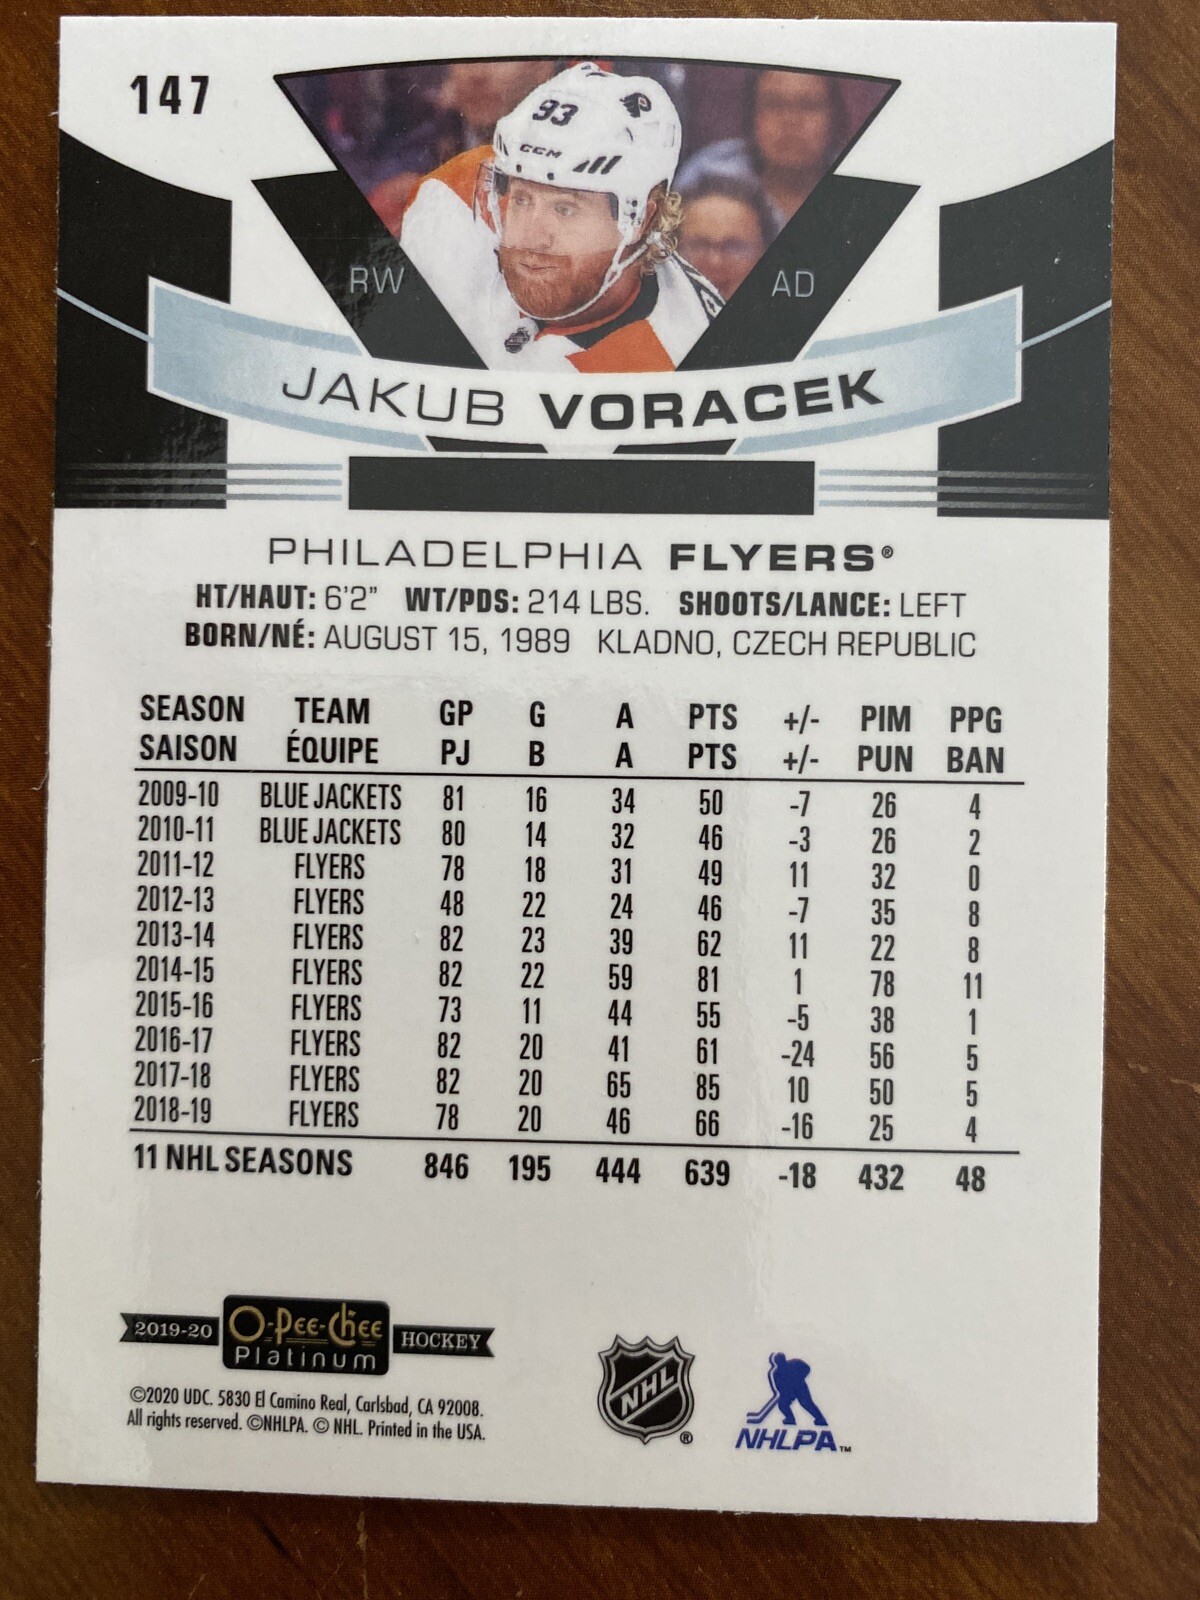 147
93
CCM
RW AD
JAKUB VORACEK
PHILADELPHIA FLYERS®
HT/HAUT: 6'2" WT/PDS: 214 LBS. SHOOTS/LANCE: LEFT
BORN/NÉ: AUGUST 15, 1989 KLADNO, CZECH REPUBLIC
SEASON TEAM GP G A PTS +/- PIM PPG
SAISON ÉQUIPE PJ B A PTS +/- PUN BAN
2009-10 BLUE JACKETS 81 16 34 50 -7 26 4
2010-11 BLUE JACKETS 80 14 32 46 -3 26 2
2011-12 FLYERS 78 18 31 49 11 32 0
2012-13 FLYERS 48 22 24 46 -7 35 8
2013-14 FLYERS 82 23 39 62 11 22 8
2014-15 FLYERS 82 22 59 81 1 78 11
2015-16 FLYERS 73 11 44 55 -5 38 1
2016-17 FLYERS 82 20 41 61 -24 56 5
2017-18 FLYERS 82 20 65 85 10 50 5
2018-19 FLYERS 78 20 46 66 -16 25 4
11 NHL SEASONS 846 195 444 639 -18 432 48
2019-20 O-Pee-Chee HOCKEY
Platinum
©2020 UDC. 5830 El Camino Real, Carlsbad, CA 92008.
All rights reserved. ©NHLPA. © NHL. Printed in the USA.
NHL ®
NHLPA™